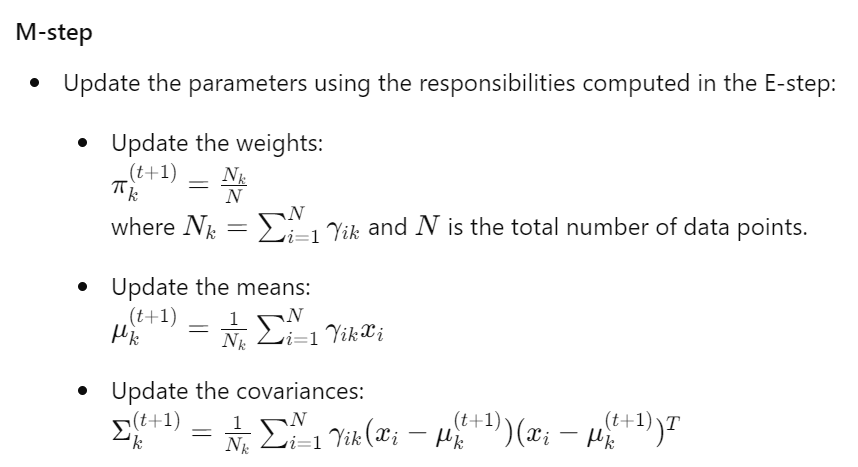 M-step
• Update the parameters using the responsibilities computed in the E-step:
• Update the weights:
$\pi_k^{(t+1)} = \frac{N_k}{N}$
where $N_k = \sum_{i=1}^{N} \gamma_{ik}$ and $N$ is the total number of data points.
• Update the means:
$\mu_k^{(t+1)} = \frac{1}{N_k} \sum_{i=1}^{N} \gamma_{ik} x_i$
• Update the covariances:
$\Sigma_k^{(t+1)} = \frac{1}{N_k} \sum_{i=1}^{N} \gamma_{ik} (x_i - \mu_k^{(t+1)})(x_i - \mu_k^{(t+1)})^T$